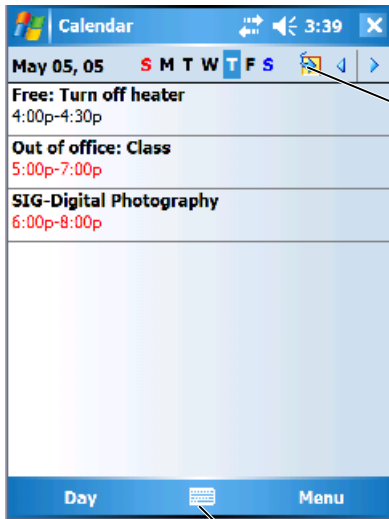 Calendar 3:39
May 05, 05 S M T W T F S
Free: Turn off heater
4:00p-4:30p
Out of office: Class
5:00p-7:00p
SIG-Digital Photography
6:00p-8:00p
Day Menu